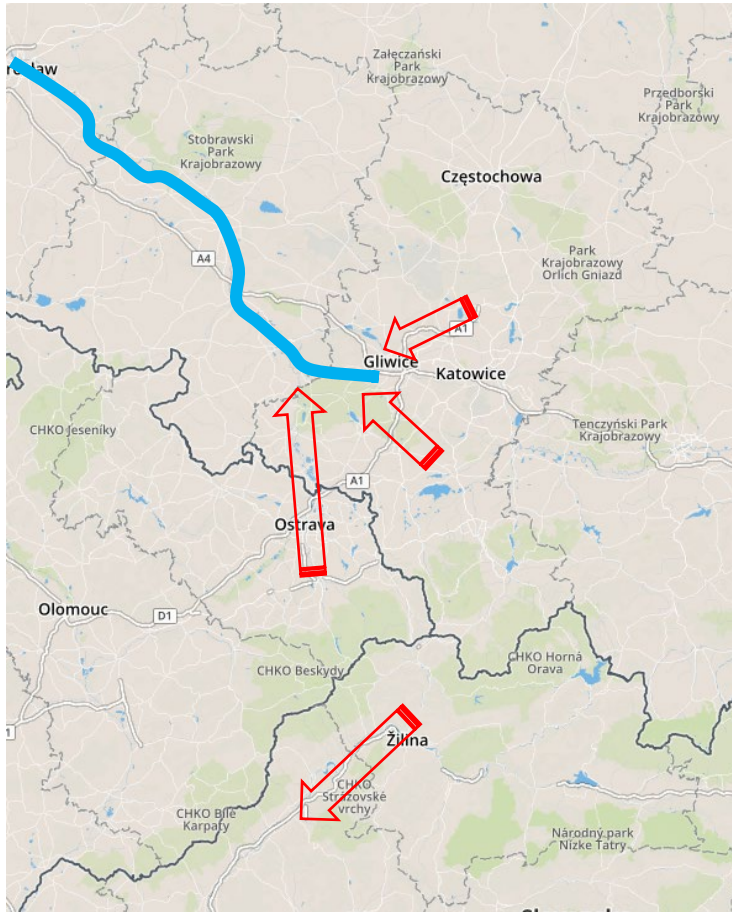 rocław
Załęczański
Park
Krajobrazowy
Przedborski
Park
Krajobrazowy
Stobrawski
Park
Krajobrazowy
Częstochowa
A4
Park
Krajobrazowy
Orlich Gniazd
A1
Gliwice
Katowice
CHKO Jeseníky
Tenczyński Park
Krajobrazowy
A1
Ostrava
Olomouc
D1
CHKO Beskydy
CHKO Horná
Orava
1
Žilina
CHKO
Strážovské
vrchy
CHKO Bílé
Karpaty
Národný park
Nízke Tatry